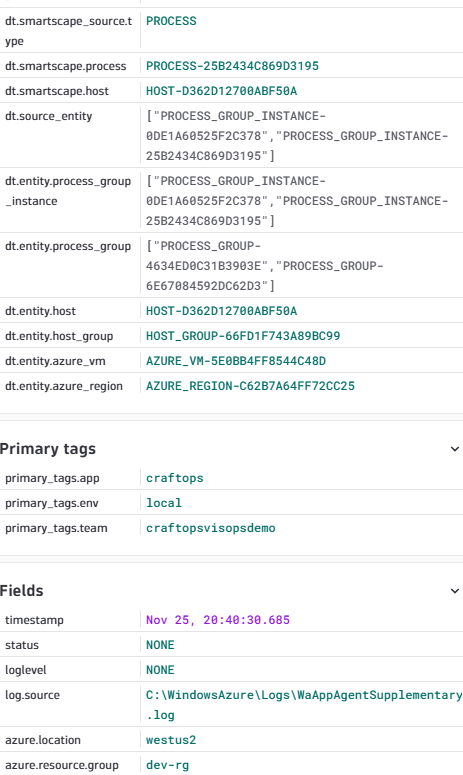 dt.smartscape_source.t PROCESS
ype
dt.smartscape.process PROCESS-25B2434C869D3195
dt.smartscape.host HOST-D362D12700ABF50A
dt.source_entity ["PROCESS_GROUP_INSTANCE-
0DE1A60525F2C378","PROCESS_GROUP_INSTANCE-
25B2434C869D3195"]
dt.entity.process_group ["PROCESS_GROUP_INSTANCE-
_instance 0DE1A60525F2C378","PROCESS_GROUP_INSTANCE-
25B2434C869D3195"]
dt.entity.process_group ["PROCESS_GROUP-
4634ED0C31B3903E","PROCESS_GROUP-
6E67084592DC62D3"]
dt.entity.host HOST-D362D12700ABF50A
dt.entity.host_group HOST_GROUP-66FD1F743A89BC99
dt.entity.azure_vm AZURE_VM-5E0BB4FF8544C48D
dt.entity.azure_region AZURE_REGION-C62B7A64FF72CC25
Primary tags
primary_tags.app craftops
primary_tags.env local
primary_tags.team craftopsvisopsdemo
Fields
timestamp Nov 25, 20:40:30.685
status NONE
loglevel NONE
log.source C:\WindowsAzure\Logs\WaAppAgentSupplementary
.log
azure.location westus2
azure.resource.group dev-rg